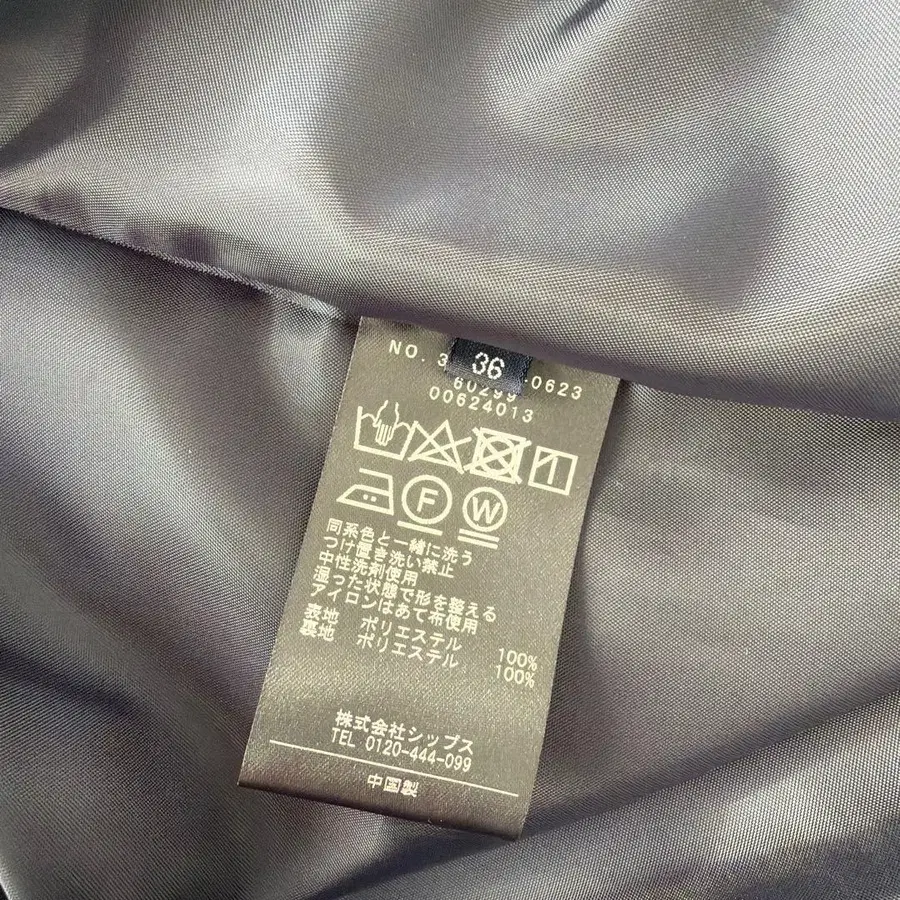 NO. 3
36
-0623
60299
00624013
F W
同系色と一緒に洗う
つけ置き洗い禁止
中性洗剤使用
湿った状態で形を整える
アイロンはあて布使用
表地 ポリエステル 100%
裏地 ポリエステル 100%
株式会社シップス
TEL 0120-444-099
中国製